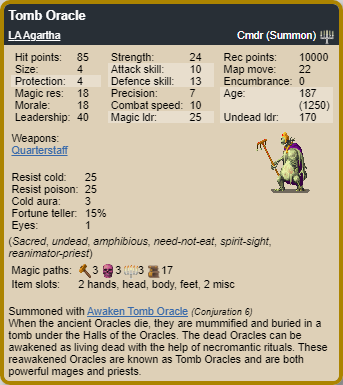 Tomb Oracle
LA Agartha Cmdr (Summon)
Hit points: 85 Strength: 24 Rec points: 10000
Size: 4 Attack skill: 10 Map move: 22
Protection: 4 Defence skill: 13 Encumbrance: 0
Magic res: 18 Precision: 7 Age: 187
Morale: 18 Combat speed: 10 (1250)
Leadership: 40 Magic ldr: 25 Undead ldr: 170
Weapons:
Quarterstaff
Resist cold: 25
Resist poison: 25
Cold aura: 3
Fortune teller: 15%
Eyes: 1
(Sacred, undead, amphibious, need-not-eat, spirit-sight,
reanimator-priest)
Magic paths: 3 3 3 17
Item slots: 2 hands, head, body, feet, 2 misc
Summoned with Awaken Tomb Oracle (Conjuration 6)
When the ancient Oracles die, they are mummified and buried in a
tomb under the Halls of the Oracles. The dead Oracles can be
awakened as living dead with the help of necromantic rituals. These
reawakened Oracles are known as Tomb Oracles and are both
powerful mages and priests.